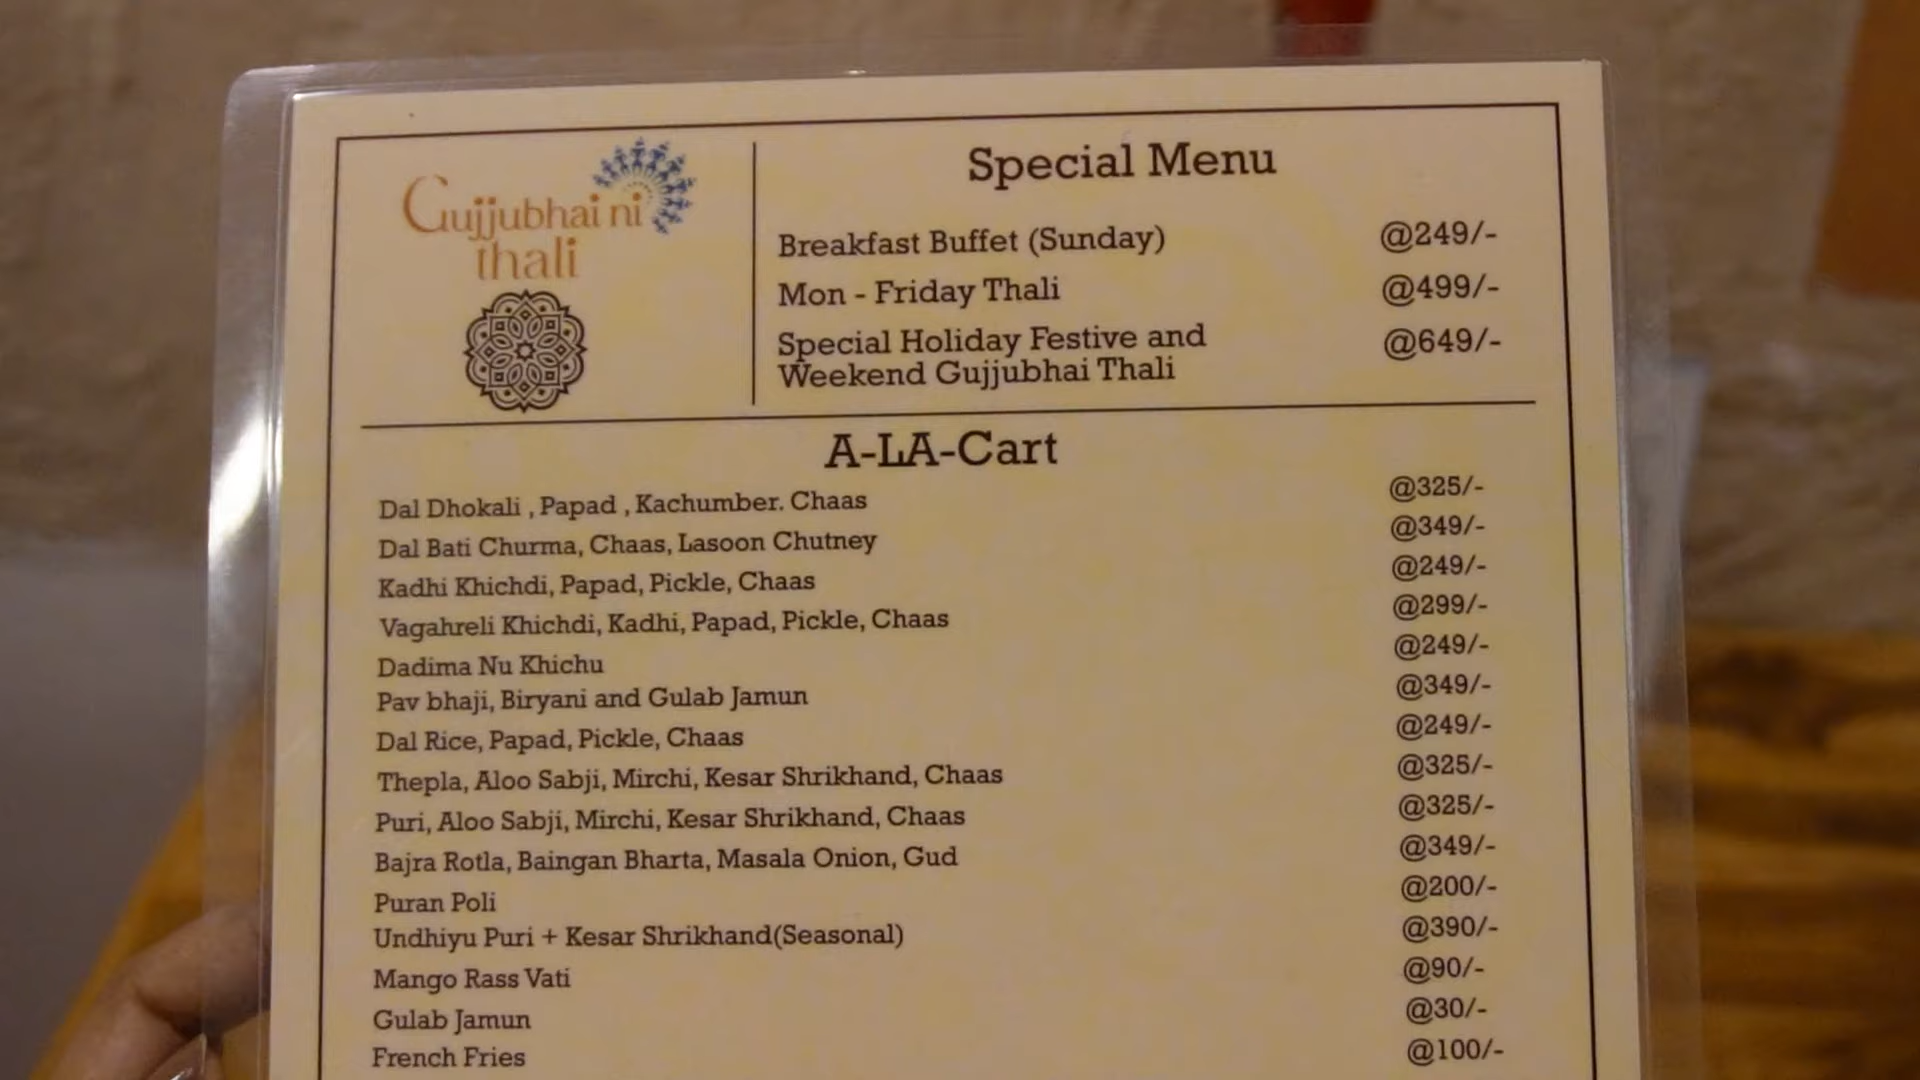 Gujjubhai ni
thali
Special Menu
Breakfast Buffet (Sunday) @249/-
Mon - Friday Thali @499/-
Special Holiday Festive and @649/-
Weekend Gujjubhai Thali
A-LA-Cart
Dal Dhokali , Papad , Kachumber. Chaas @325/-
Dal Bati Churma, Chaas, Lasoon Chutney @349/-
Kadhi Khichdi, Papad, Pickle, Chaas @249/-
Vagahreli Khichdi, Kadhi, Papad, Pickle, Chaas @299/-
Dadima Nu Khichu @249/-
Pav bhaji, Biryani and Gulab Jamun @349/-
Dal Rice, Papad, Pickle, Chaas @249/-
Thepla, Aloo Sabji, Mirchi, Kesar Shrikhand, Chaas @325/-
Puri, Aloo Sabji, Mirchi, Kesar Shrikhand, Chaas @325/-
Bajra Rotla, Baingan Bharta, Masala Onion, Gud @349/-
Puran Poli @200/-
Undhiyu Puri + Kesar Shrikhand(Seasonal) @390/-
Mango Rass Vati @90/-
Gulab Jamun @30/-
French Fries @100/-